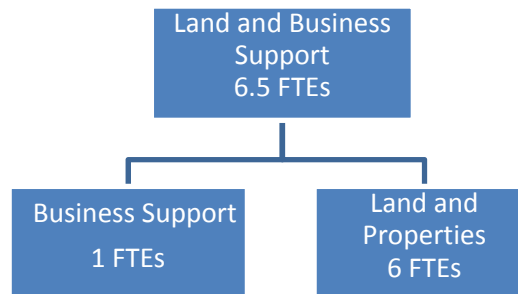 Land and Business
Support
6.5 FTEs
Business Support
1 FTEs
Land and
Properties
6 FTEs